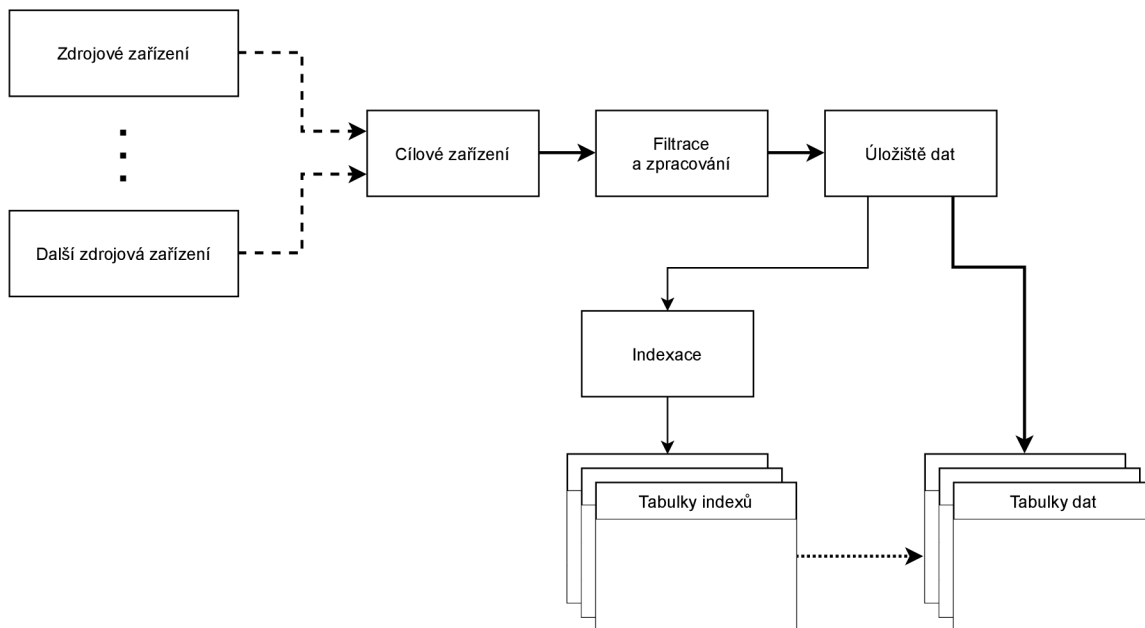 Zdrojové zařízení
Další zdrojová zařízení
Cílové zařízení
Filtrace
a zpracování
Úložiště dat
Indexace
Tabulky indexů
Tabulky dat